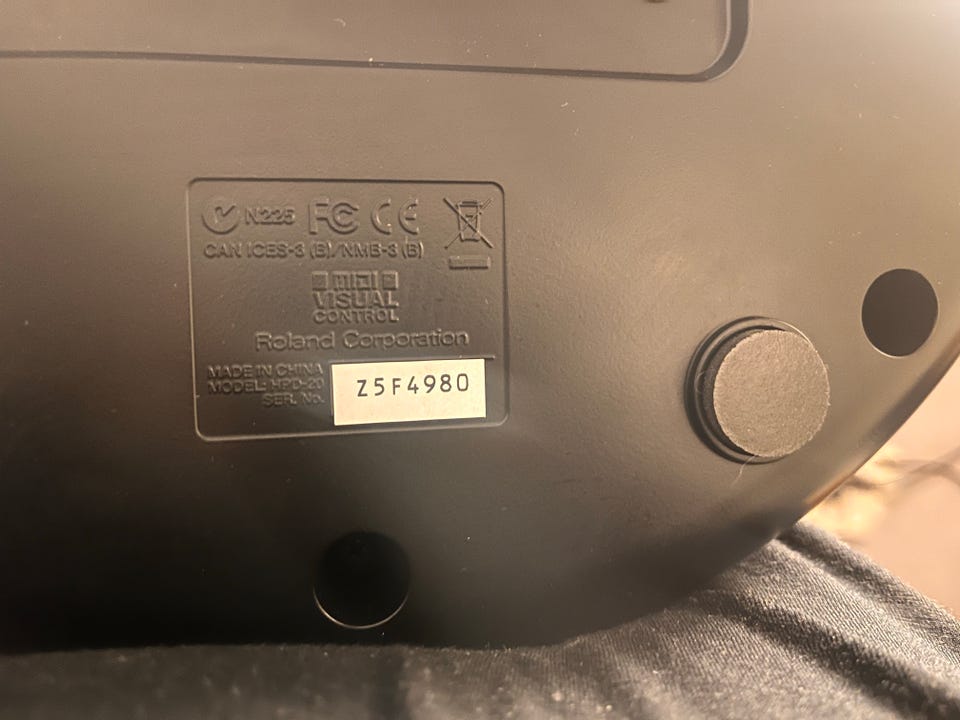 N225 FC CE
CAN ICES-3 (B)/NMB-3 (B)
MIDI
VISUAL
CONTROL
Roland Corporation
MADE IN CHINA
MODEL: HPD-20
SER. No. Z5F4980